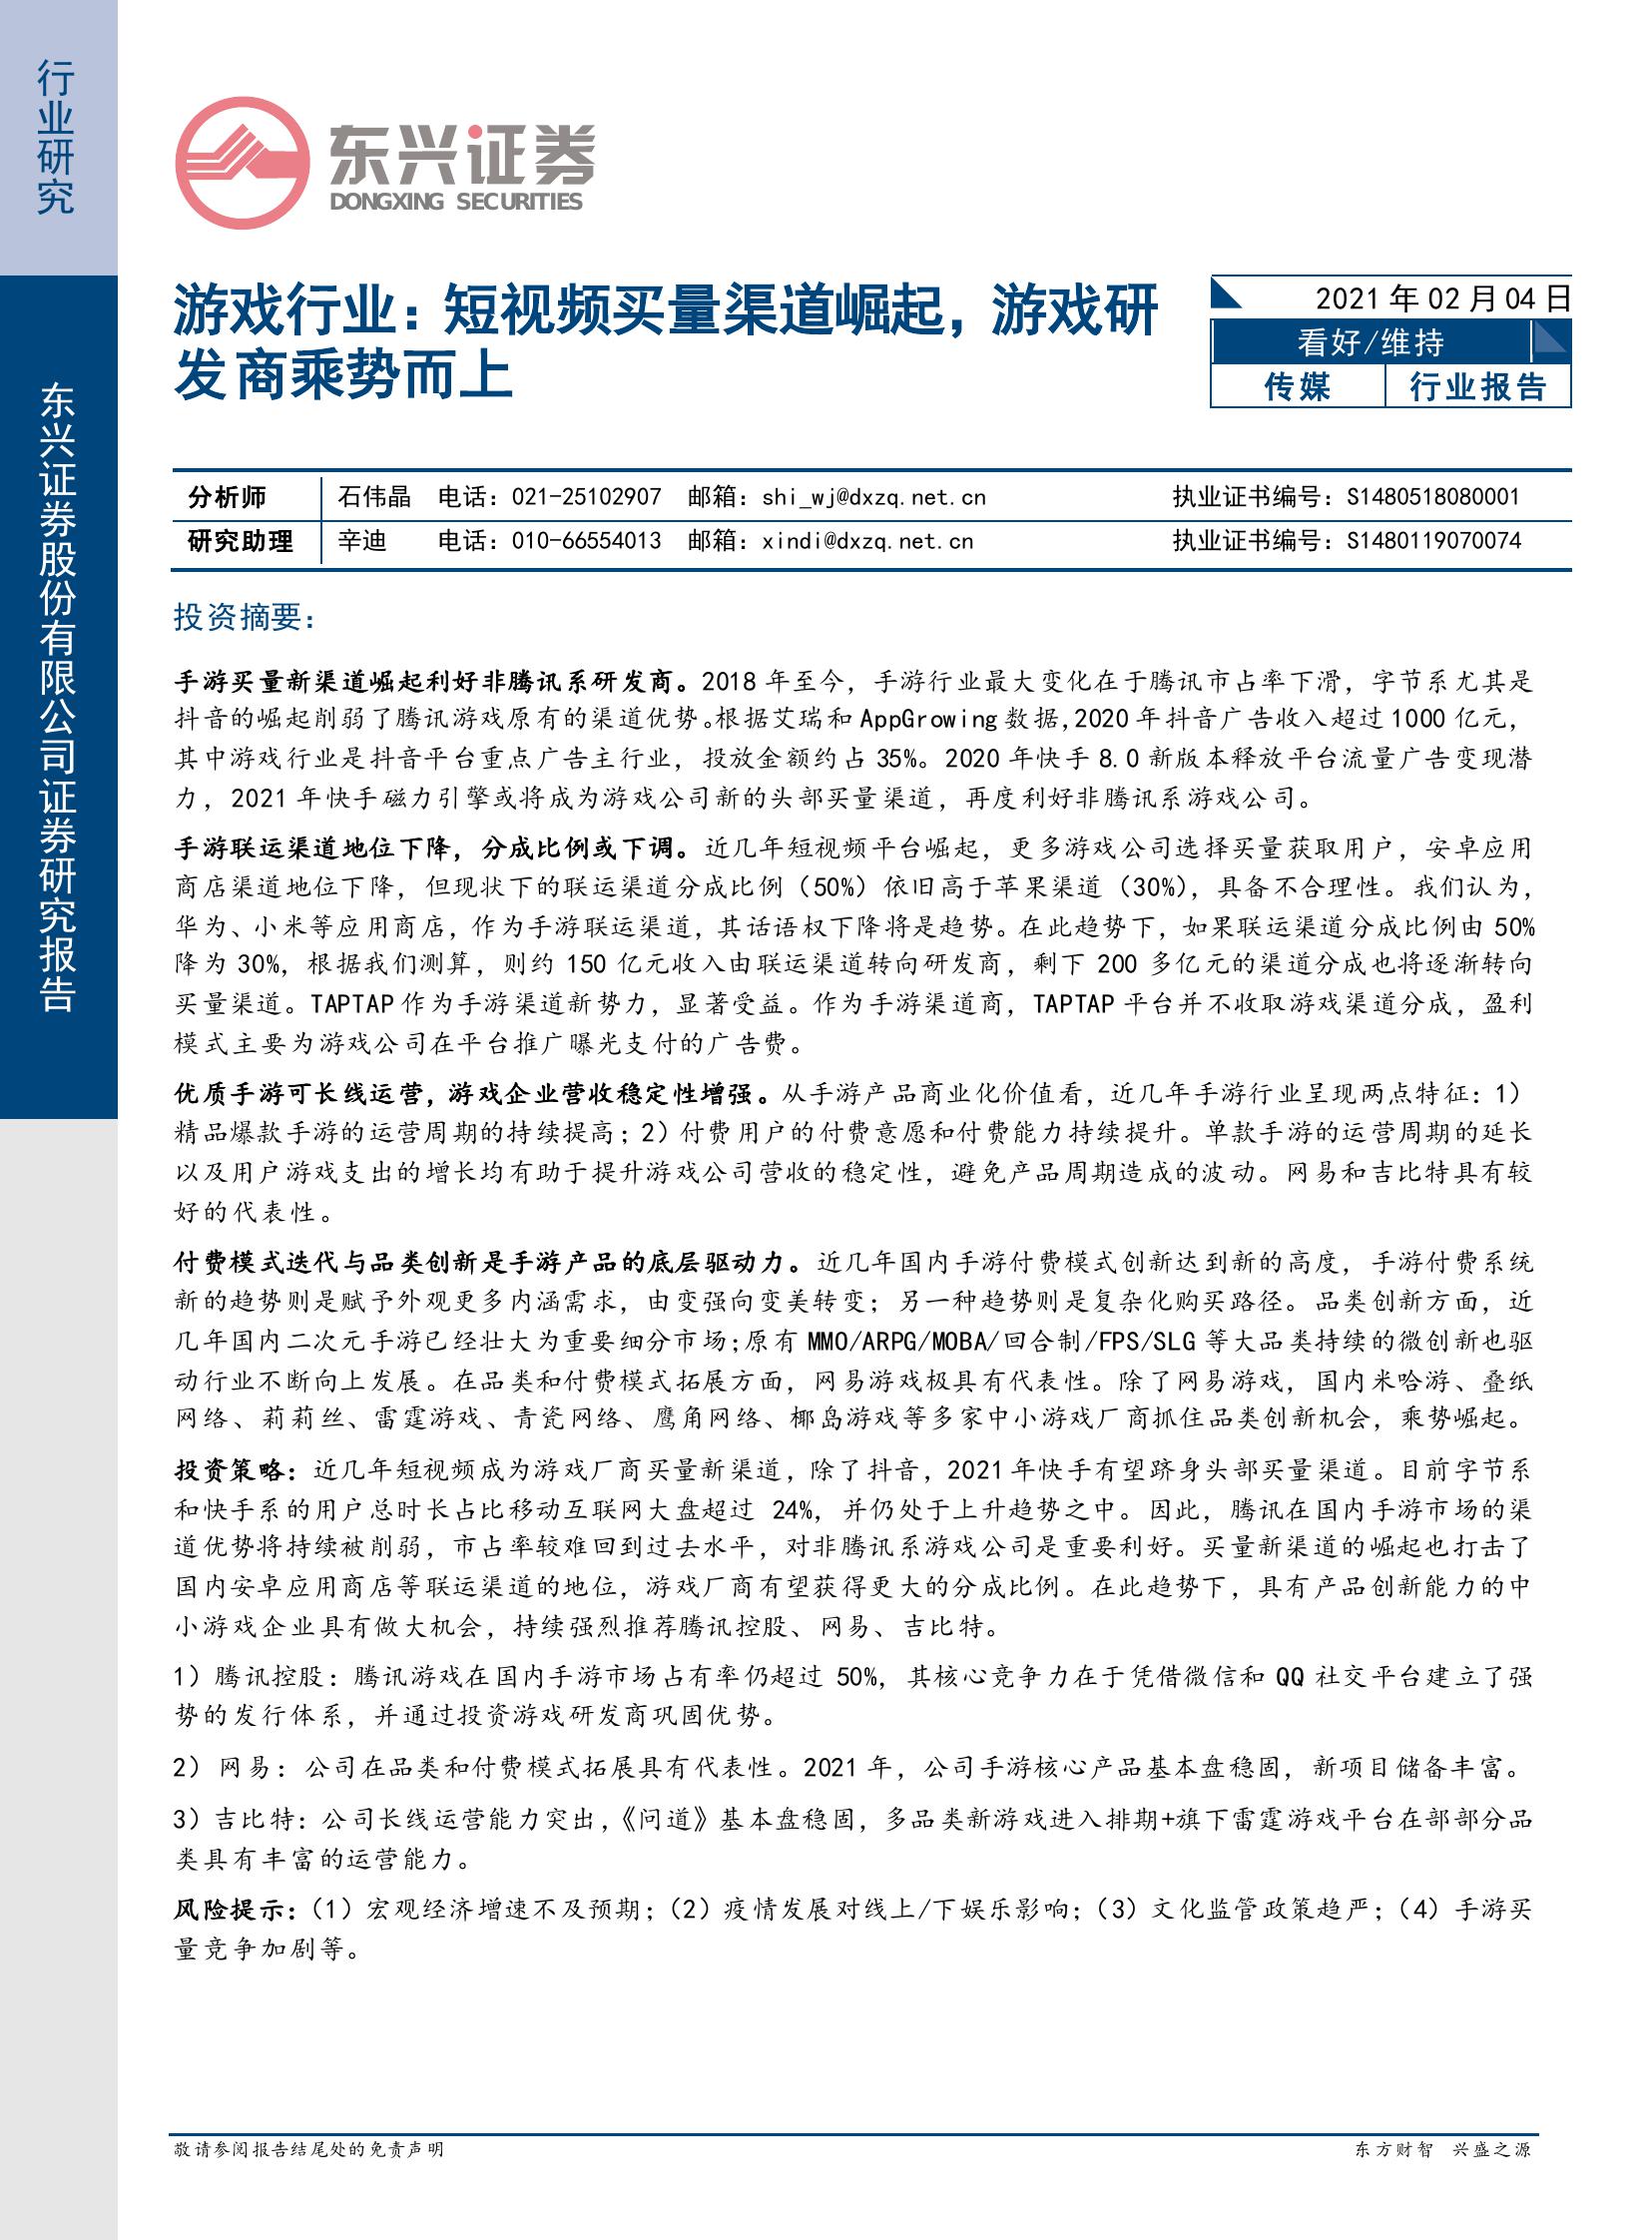 行业研究
东兴证券股份有限公司证券研究报告
东兴证券
DONGXING SECURITIES
游戏行业：短视频买量渠道崛起，游戏研
发商乘势而上
2021 年 02 月 04 日
看好/维持
传媒 行业报告
分析师 石伟晶 电话：021-25102907 邮箱：shi_wj@dxzq.net.cn 执业证书编号：S1480518080001
研究助理 辛迪 电话：010-66554013 邮箱：xindi@dxzq.net.cn 执业证书编号：S1480119070074
投资摘要：
手游买量新渠道崛起利好非腾讯系研发商。2018 年至今，手游行业最大变化在于腾讯市占率下滑，字节系尤其是
抖音的崛起削弱了腾讯游戏原有的渠道优势。根据艾瑞和 AppGrowing 数据，2020 年抖音广告收入超过 1000 亿元，
其中游戏行业是抖音平台重点广告主行业，投放金额约占 35%。2020 年快手 8.0 新版本释放平台流量广告变现潜
力，2021 年快手磁力引擎或将成为游戏公司新的头部买量渠道，再度利好非腾讯系游戏公司。
手游联运渠道地位下降，分成比例或下调。近几年短视频平台崛起，更多游戏公司选择买量获取用户，安卓应用
商店渠道地位下降，但现状下的联运渠道分成比例（50%）依旧高于苹果渠道（30%），具备不合理性。我们认为，
华为、小米等应用商店，作为手游联运渠道，其话语权下降将是趋势。在此趋势下，如果联运渠道分成比例由 50%
降为 30%，根据我们测算，则约 150 亿元收入由联运渠道转向研发商，剩下 200 多亿元的渠道分成也将逐渐转向
买量渠道。TAPTAP 作为手游渠道新势力，显著受益。作为手游渠道商，TAPTAP 平台并不收取游戏渠道分成，盈利
模式主要为游戏公司在平台推广曝光支付的广告费。
优质手游可长线运营，游戏企业营收稳定性增强。从手游产品商业化价值看，近几年手游行业呈现两点特征：1）
精品爆款手游的运营周期的持续提高；2）付费用户的付费意愿和付费能力持续提升。单款手游的运营周期的延长
以及用户游戏支出的增长均有助于提升游戏公司营收的稳定性，避免产品周期造成的波动。网易和吉比特具有较
好的代表性。
付费模式迭代与品类创新是手游产品的底层驱动力。近几年国内手游付费模式创新达到新的高度，手游付费系统
新的趋势则是赋予外观更多内涵需求，由变强向变美转变；另一种趋势则是复杂化购买路径。品类创新方面，近
几年国内二次元手游已经壮大为重要细分市场；原有 MMO/ARPG/MOBA/回合制/FPS/SLG 等大品类持续的微创新也驱
动行业不断向上发展。在品类和付费模式拓展方面，网易游戏极具有代表性。除了网易游戏，国内米哈游、叠纸
网络、莉莉丝、雷霆游戏、青瓷网络、鹰角网络、椰岛游戏等多家中小游戏厂商抓住品类创新机会，乘势崛起。
投资策略：近几年短视频成为游戏厂商买量新渠道，除了抖音，2021 年快手有望跻身头部买量渠道。目前字节系
和快手系的用户总时长占比移动互联网大盘超过 24%，并仍处于上升趋势之中。因此，腾讯在国内手游市场的渠
道优势将持续被削弱，市占率较难回到过去水平，对非腾讯系游戏公司是重要利好。买量新渠道的崛起也打击了
国内安卓应用商店等联运渠道的地位，游戏厂商有望获得更大的分成比例。在此趋势下，具有产品创新能力的中
小游戏企业具有做大机会，持续强烈推荐腾讯控股、网易、吉比特。
1）腾讯控股：腾讯游戏在国内手游市场占有率仍超过 50%，其核心竞争力在于凭借微信和 QQ 社交平台建立了强
势的发行体系，并通过投资游戏研发商巩固优势。
2）网易：公司在品类和付费模式拓展具有代表性。2021 年，公司手游核心产品基本盘稳固，新项目储备丰富。
3）吉比特：公司长线运营能力突出，《问道》基本盘稳固，多品类新游戏进入排期+旗下雷霆游戏平台在部部分品
类具有丰富的运营能力。
风险提示：（1）宏观经济增速不及预期；（2）疫情发展对线上/下娱乐影响；（3）文化监管政策趋严；（4）手游买
量竞争加剧等。
敬请参阅报告结尾处的免责声明
东方财智 兴盛之源